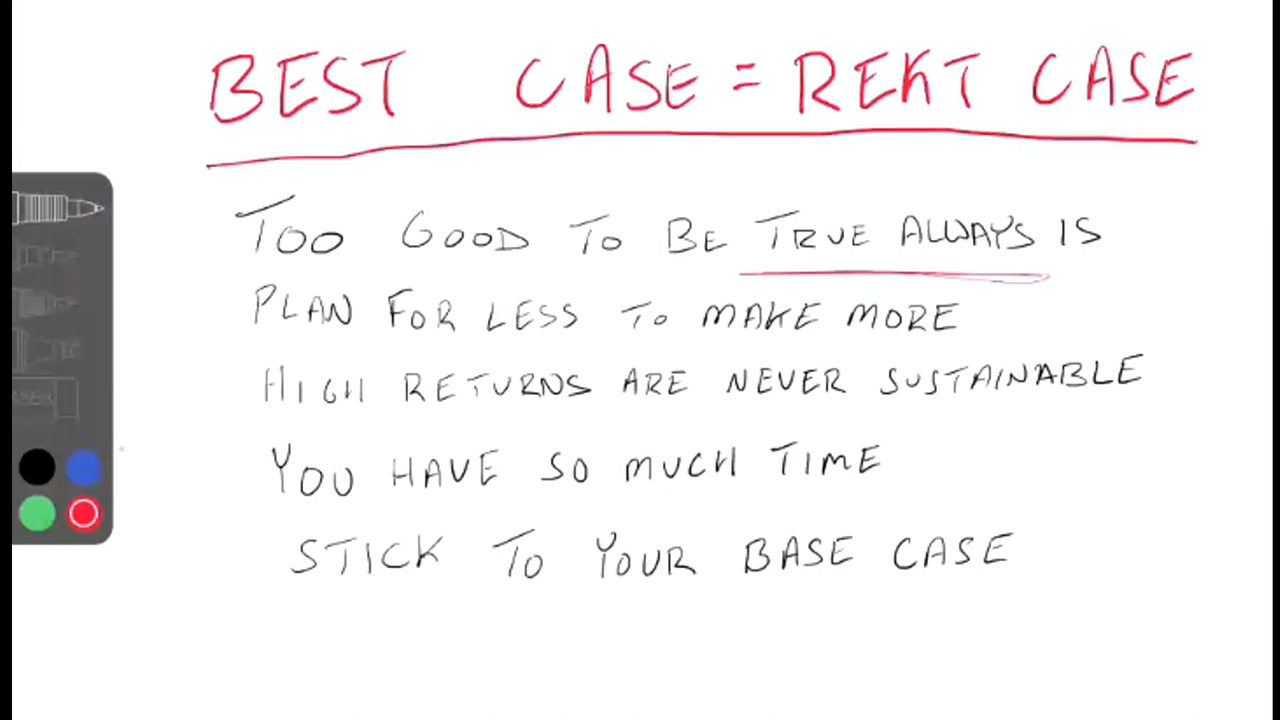 BEST CASE = REKT CASE
TOO GOOD TO BE TRUE ALWAYS IS
PLAN FOR LESS TO MAKE MORE
HIGH RETURNS ARE NEVER SUSTAINABLE
YOU HAVE SO MUCH TIME
STICK TO YOUR BASE CASE